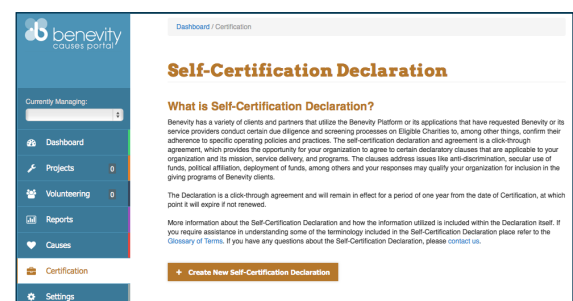 benevity
causes portal
Currently Managing:
Dashboard
Projects 0
Volunteering 0
Reports
Causes
Certification
Settings
Dashboard / Certification
Self-Certification Declaration
What is Self-Certification Declaration?
Benevity has a variety of clients and partners that utilize the Benevity Platform or its applications that have requested Benevity or its
service providers conduct certain due diligence and screening processes on Eligible Charities to, among other things, confirm their
adherence to specific operating policies and practices. The self-certification declaration and agreement is a click-through
agreement, which provides the opportunity for your organization to agree to certain declaratory clauses that are applicable to your
organization and its mission, service delivery, and programs. The clauses address issues like anti-discrimination, secular use of
funds, political affiliation, deployment of funds, among others and your responses may qualify your organization for inclusion in the
giving programs of Benevity clients.
The Declaration is a click-through agreement and will remain in effect for a period of one year from the date of Certification, at which
point it will expire if not renewed.
More information about the Self-Certification Declaration and how the information utilized is included within the Declaration itself. If
you require assistance in understanding some of the terminology included in the Self-Certification Declaration place refer to the
Glossary of Terms. If you have any questions about the Self-Certification Declaration, please contact us.
+ Create New Self-Certification Declaration